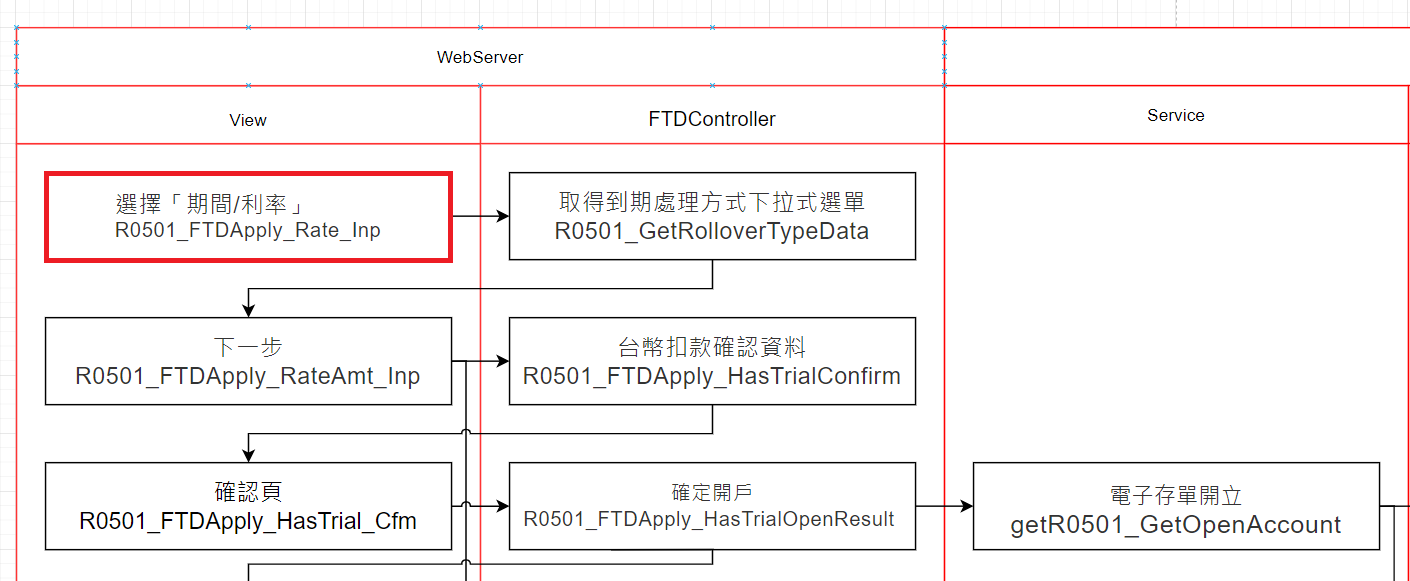 WebServer
View
FTDController
Service
選擇「期間/利率」
R0501_FTDApply_Rate_Inp
取得到期處理方式下拉式選單
R0501_GetRolloverTypeData
下一步
R0501_FTDApply_RateAmt_Inp
台幣扣款確認資料
R0501_FTDApply_HasTrialConfirm
確認頁
R0501_FTDApply_HasTrial_Cfm
確定開戶
R0501_FTDApply_HasTrialOpenResult
電子存單開立
getR0501_GetOpenAccount